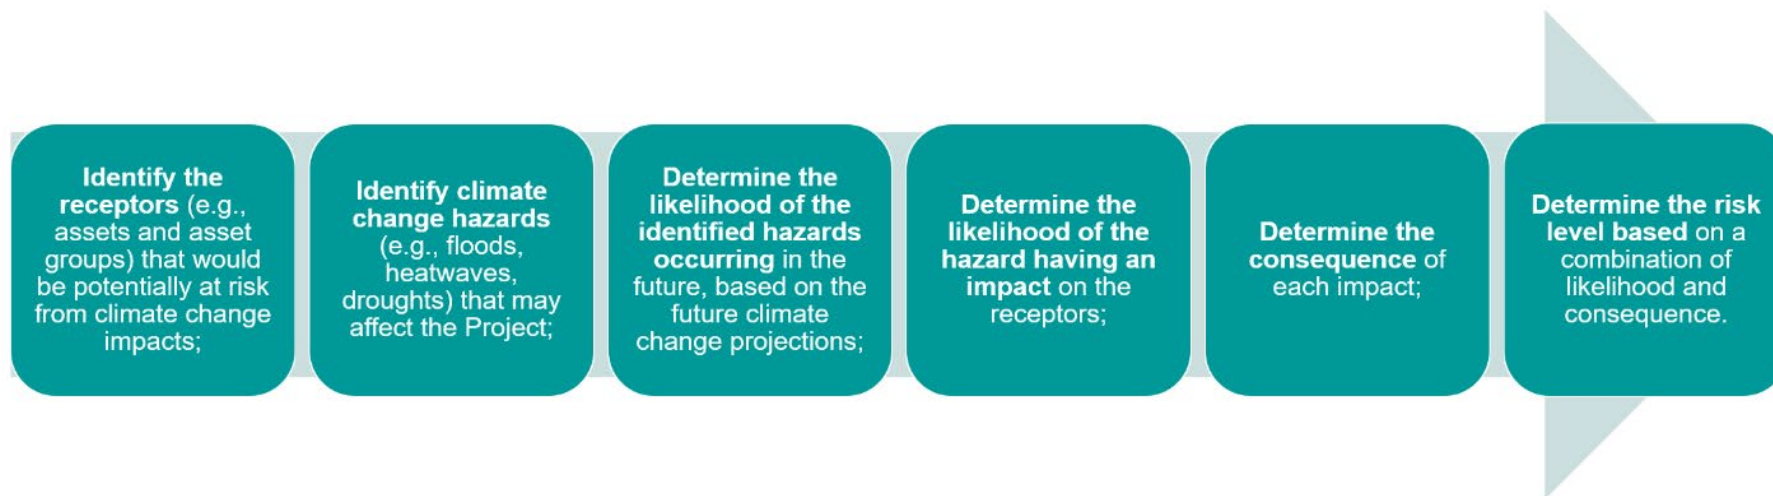 Identify the
receptors (e.g.,
assets and asset
groups) that would
be potentially at risk
from climate change
impacts;
Identify climate
change hazards
(e.g., floods,
heatwaves,
droughts) that may
affect the Project;
Determine the
likelihood of the
identified hazards
occurring in the
future, based on the
future climate
change projections;
Determine the
likelihood of the
hazard having an
impact on the
receptors;
Determine the
consequence of
each impact;
Determine the risk
level based on a
combination of
likelihood and
consequence.